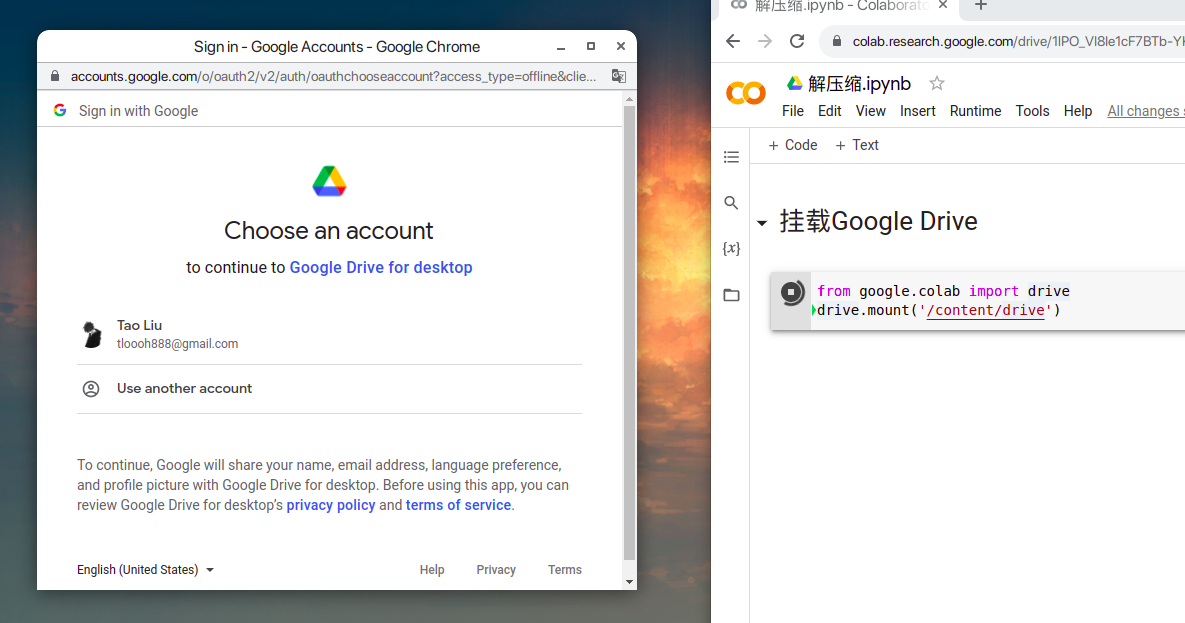 Sign in - Google Accounts - Google Chrome
accounts.google.com/o/oauth2/v2/auth/oauthchooseaccount?access_type=offline&clie...
Sign in with Google
Choose an account
to continue to Google Drive for desktop
Tao Liu
tloooh888@gmail.com
Use another account
To continue, Google will share your name, email address, language preference,
and profile picture with Google Drive for desktop. Before using this app, you can
review Google Drive for desktop's privacy policy and terms of service.
English (United States)
Help Privacy Terms
解压缩.ipynb - Colaborato
colab.research.google.com/drive/1lPO_Vl8le1cF7BTb-Y
解压缩.ipynb
File Edit View Insert Runtime Tools Help All changes
+ Code + Text
{x}
挂载Google Drive
from google.colab import drive
drive.mount('/content/drive')